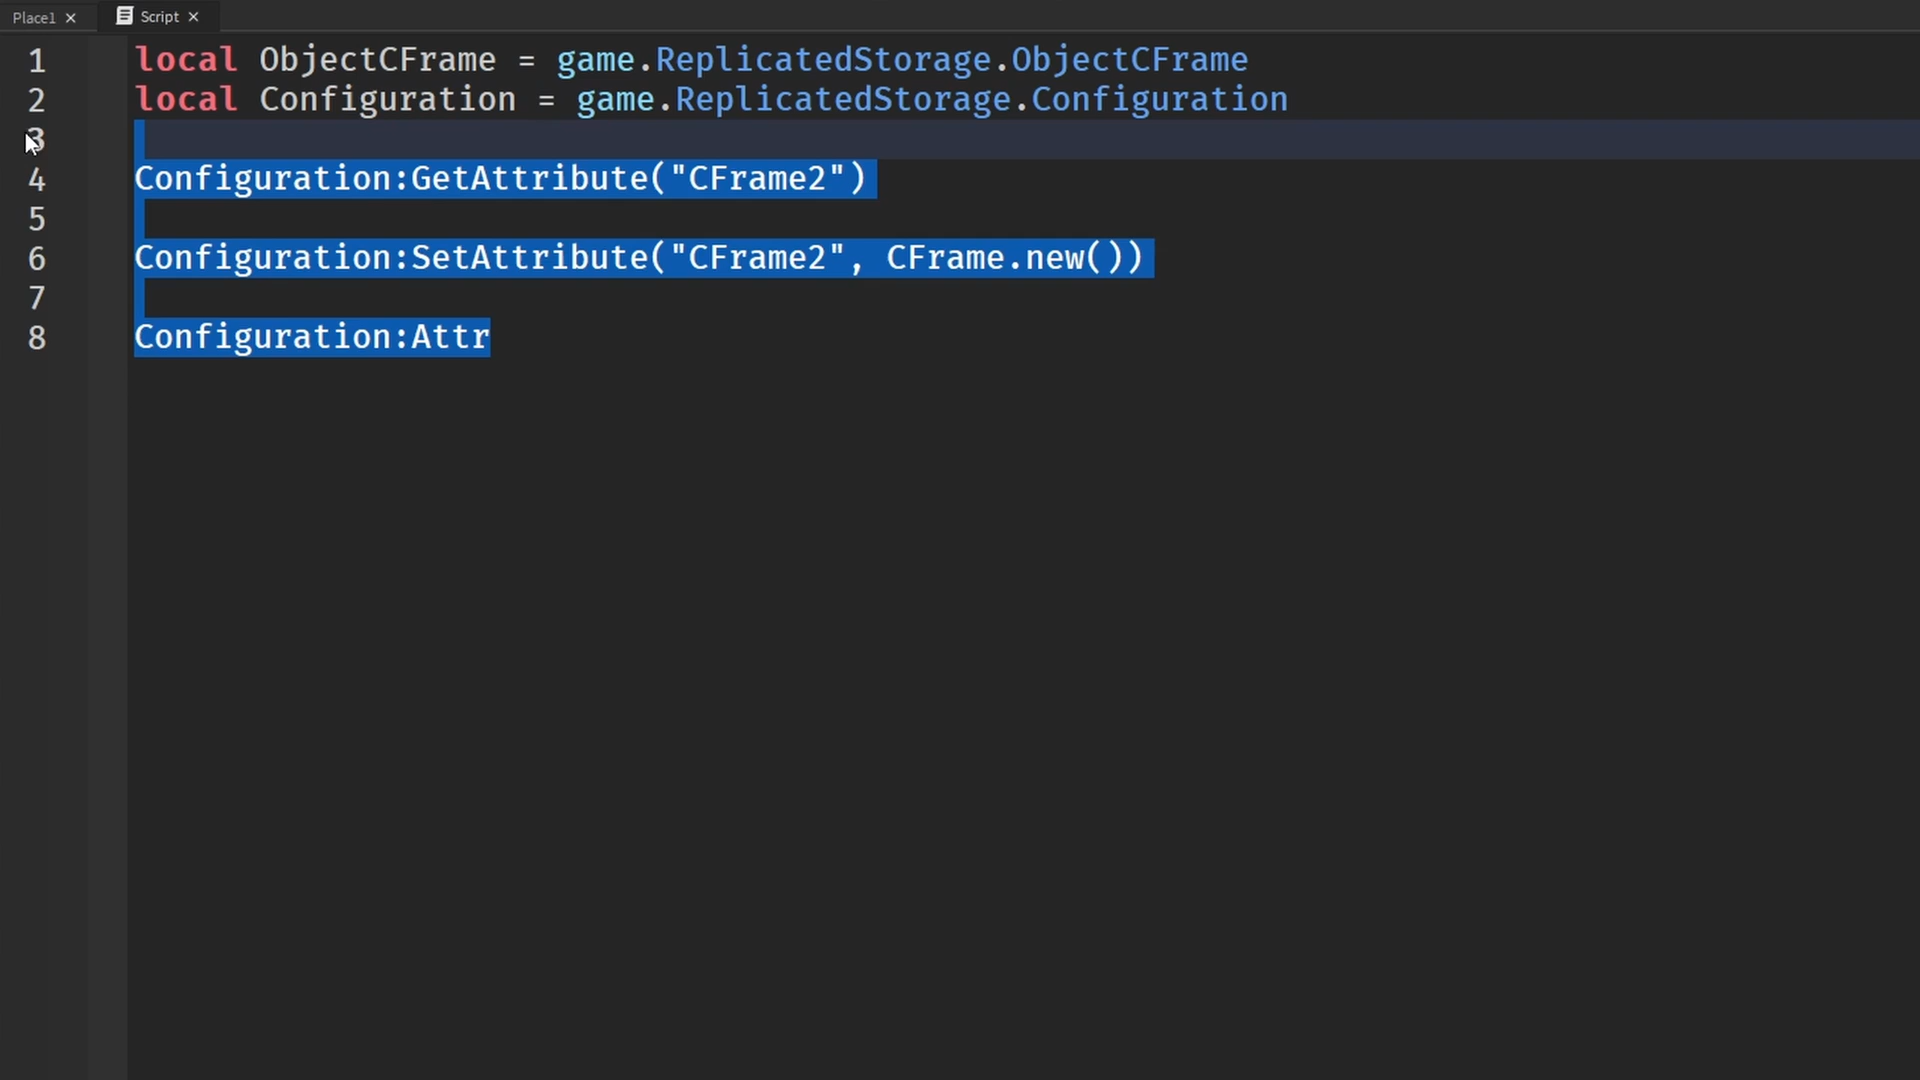 Place1 ×
Script ×
1 local ObjectCFrame = game.ReplicatedStorage.ObjectCFrame
2 local Configuration = game.ReplicatedStorage.Configuration
3
4 Configuration:GetAttribute("CFrame2")
5
6 Configuration:SetAttribute("CFrame2", CFrame.new())
7
8 Configuration:Attr